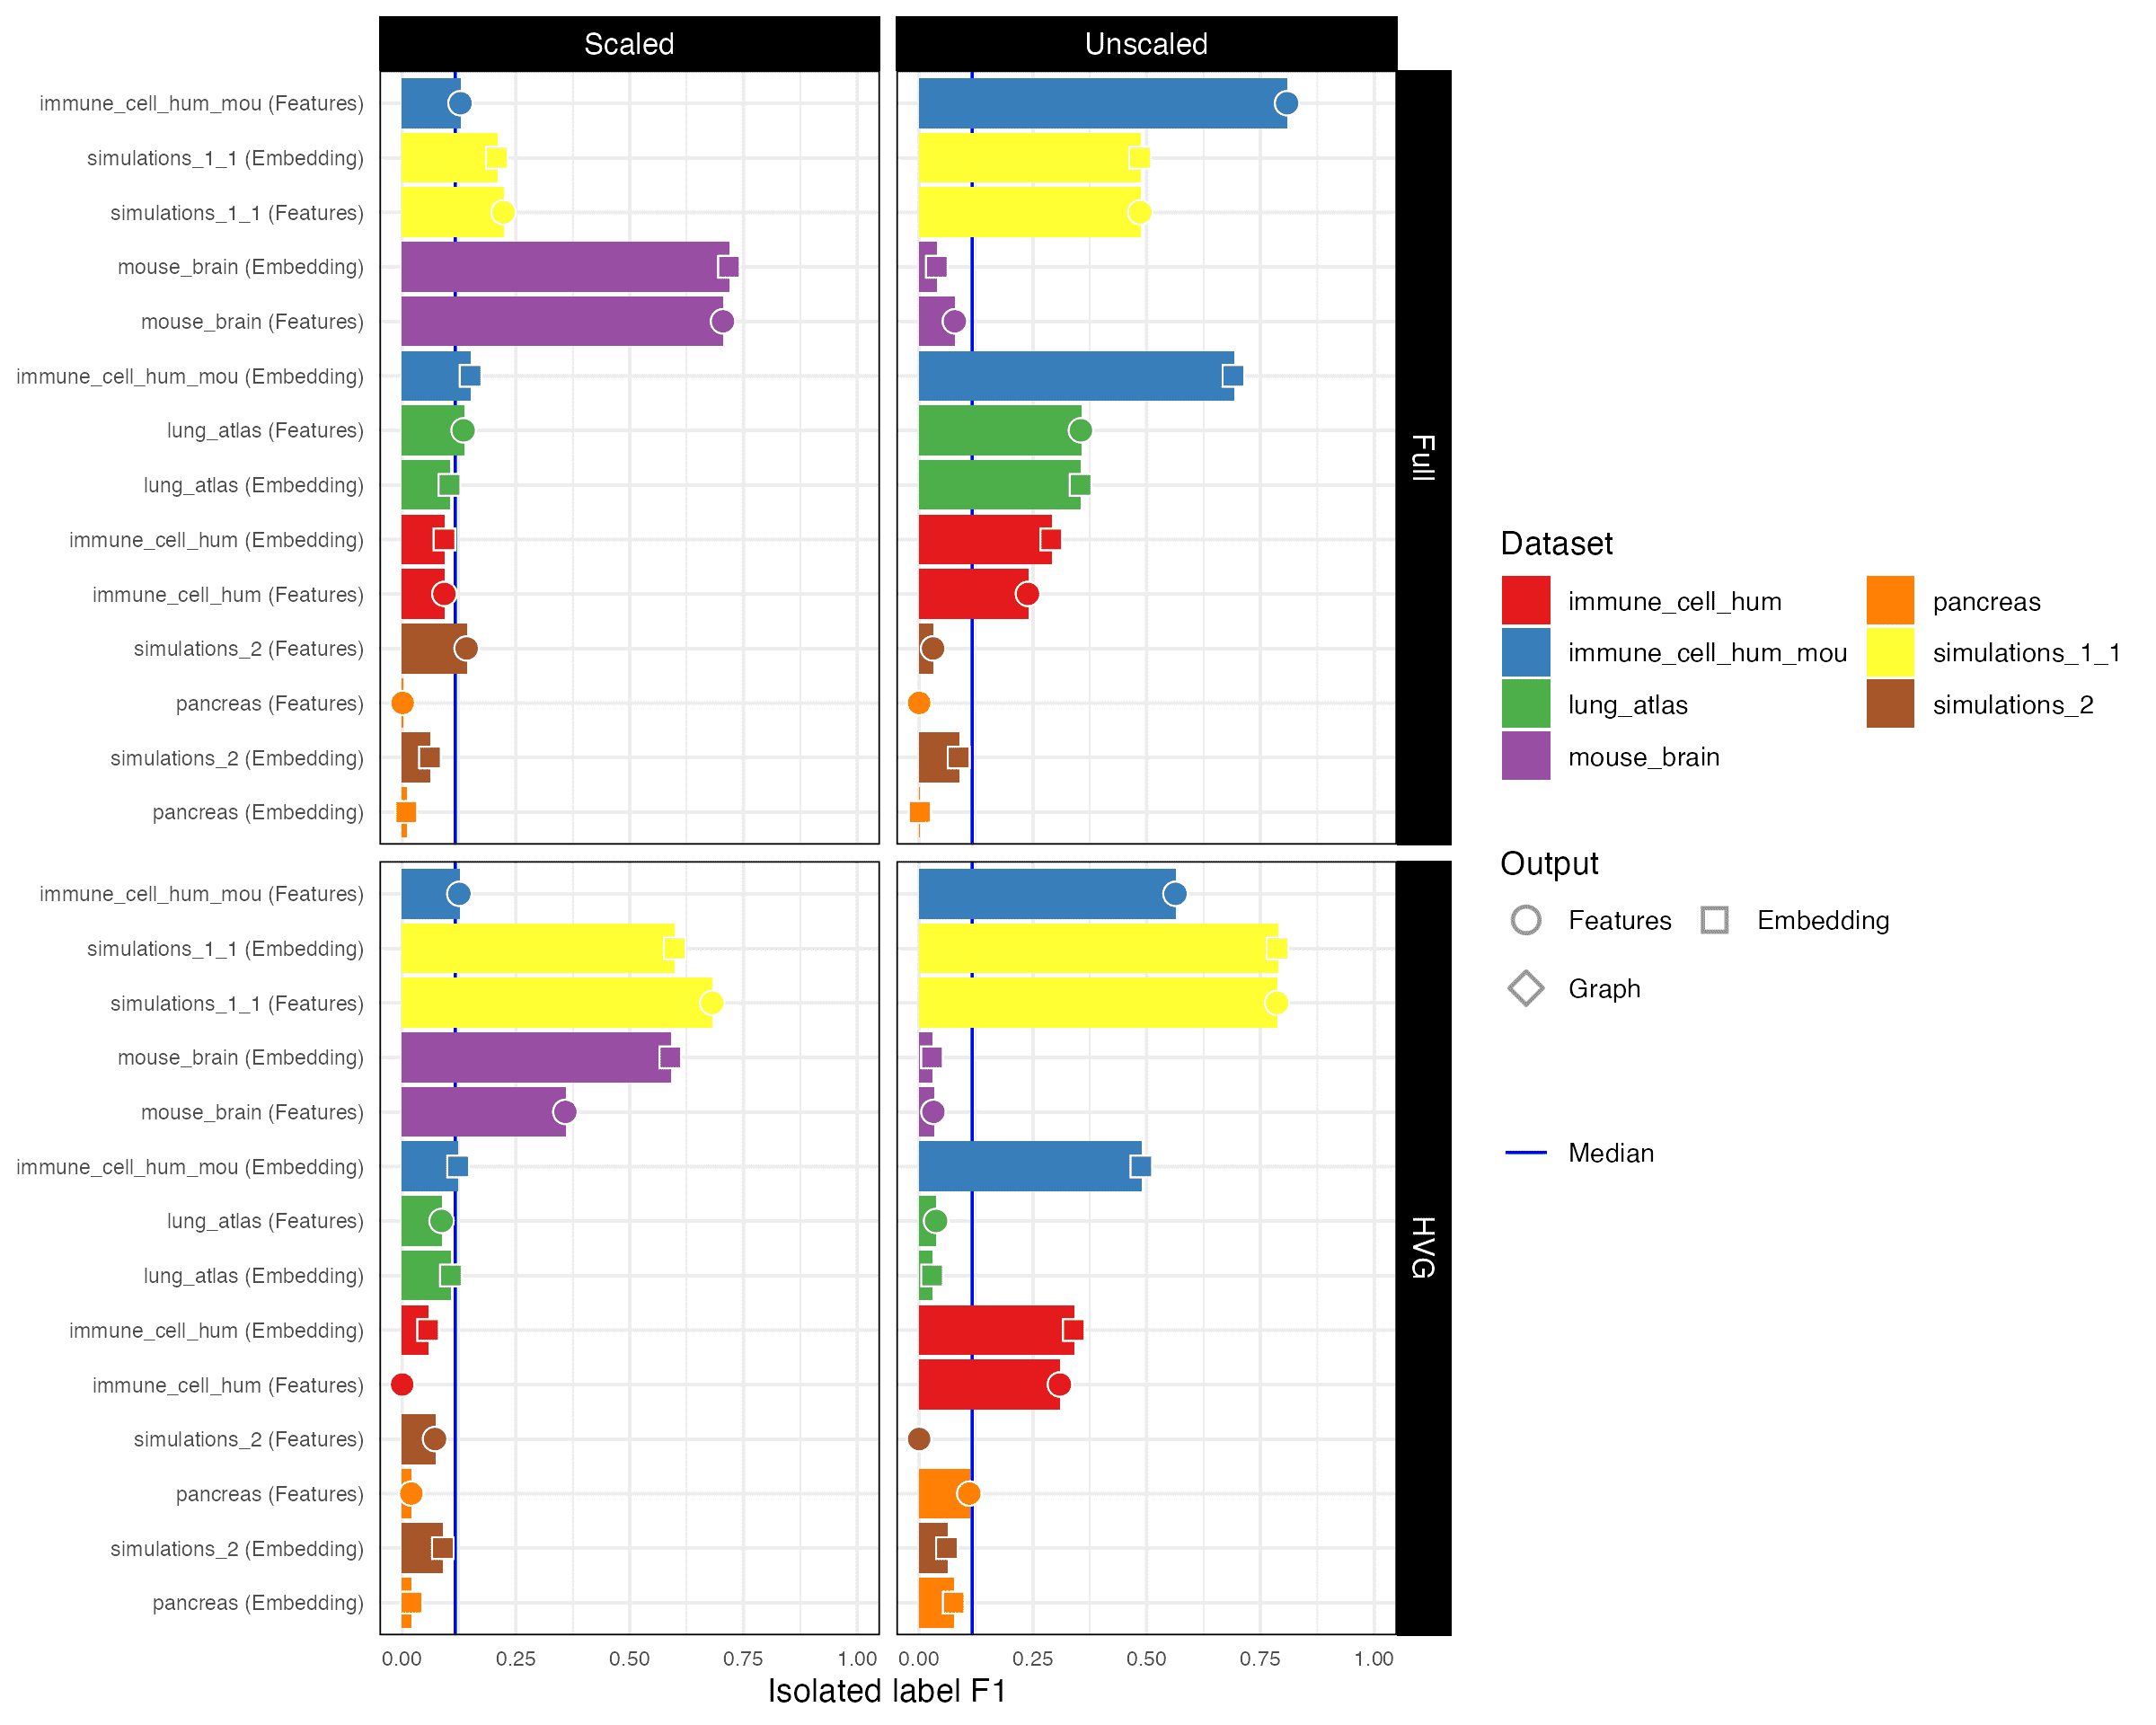 Scaled
Unscaled
immune_cell_hum_mou (Features)
simulations_1_1 (Embedding)
simulations_1_1 (Features)
mouse_brain (Embedding)
mouse_brain (Features)
immune_cell_hum_mou (Embedding)
lung_atlas (Features)
lung_atlas (Embedding)
immune_cell_hum (Embedding)
immune_cell_hum (Features)
simulations_2 (Features)
pancreas (Features)
simulations_2 (Embedding)
pancreas (Embedding)
Full
immune_cell_hum_mou (Features)
simulations_1_1 (Embedding)
simulations_1_1 (Features)
mouse_brain (Embedding)
mouse_brain (Features)
immune_cell_hum_mou (Embedding)
lung_atlas (Features)
lung_atlas (Embedding)
immune_cell_hum (Embedding)
immune_cell_hum (Features)
simulations_2 (Features)
pancreas (Features)
simulations_2 (Embedding)
pancreas (Embedding)
HVG
0.00 0.25 0.50 0.75 1.00 0.00 0.25 0.50 0.75 1.00
Isolated label F1
Dataset
immune_cell_hum
immune_cell_hum_mou
lung_atlas
mouse_brain
pancreas
simulations_1_1
simulations_2
Output
Features
Embedding
Graph
Median